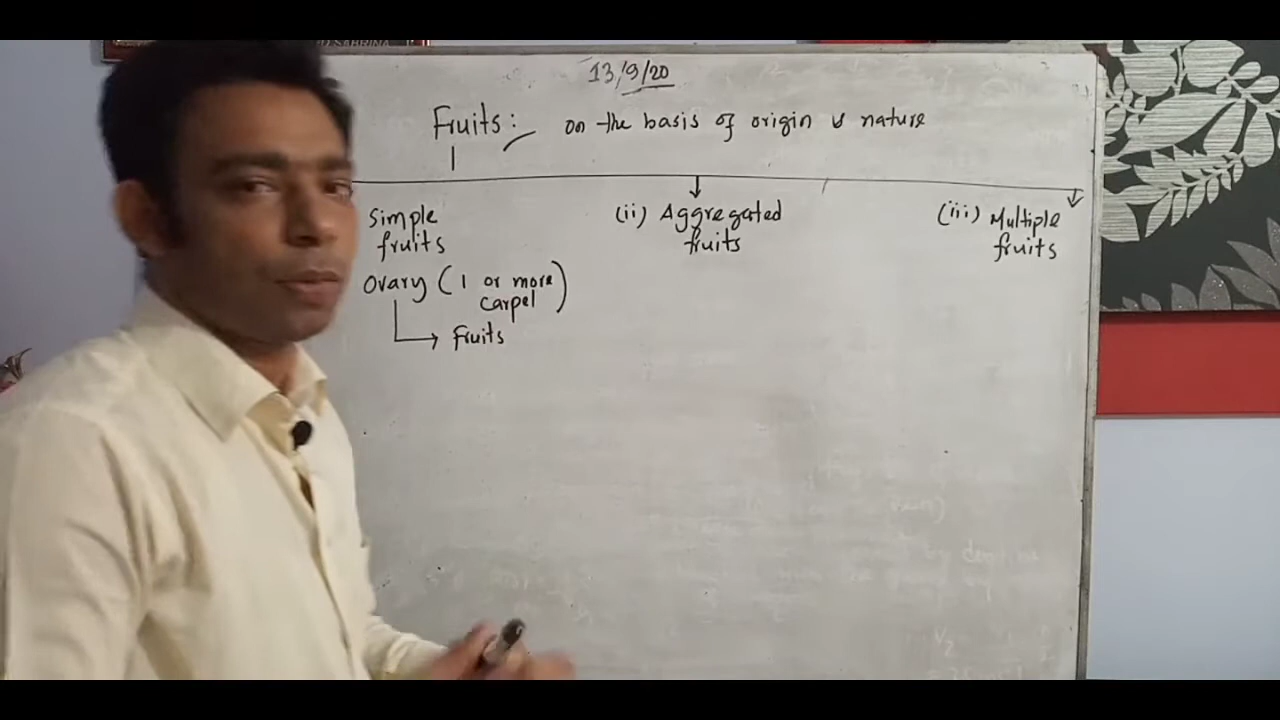 13/9/20
Fruits: on the basis of origin & nature
Simple fruits
(ii) Aggregated fruits
(iii) Multiple fruits
Ovary (1 or more carpel)
Fruits
V2